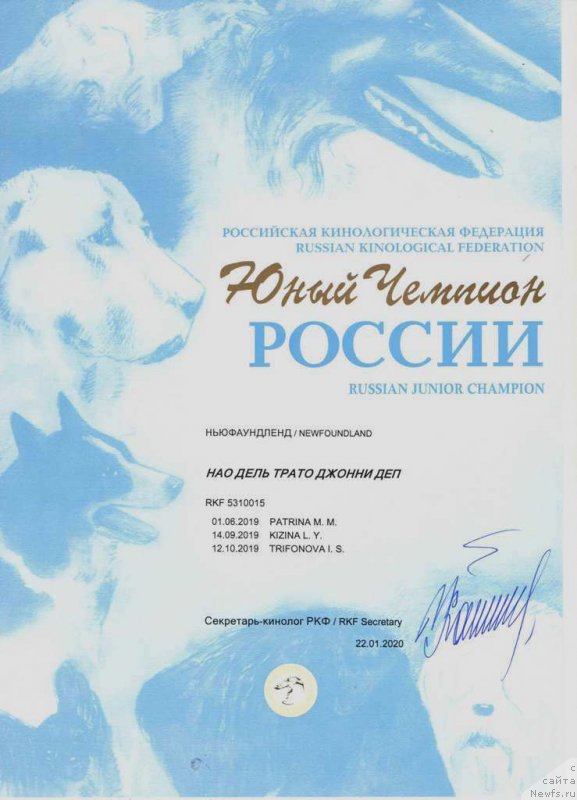 РОССИЙСКАЯ КИНОЛОГИЧЕСКАЯ ФЕДЕРАЦИЯ
RUSSIAN KINOLOGICAL FEDERATION
Юный Чемпион
РОССИИ
RUSSIAN JUNIOR CHAMPION
НЬЮФАУНДЛЕНД / NEWFOUNDLAND
НАО ДЕЛЬ ТРАТО ДЖОННИ ДЕП
RKF 5310015
01.06.2019 PATRINA M. M.
14.09.2019 KIZINA L. Y.
12.10.2019 TRIFONOVA I. S.
Секретарь-кинолог РКФ / RKF Secretary
22.01.2020
с
сайта
Newfs.ru